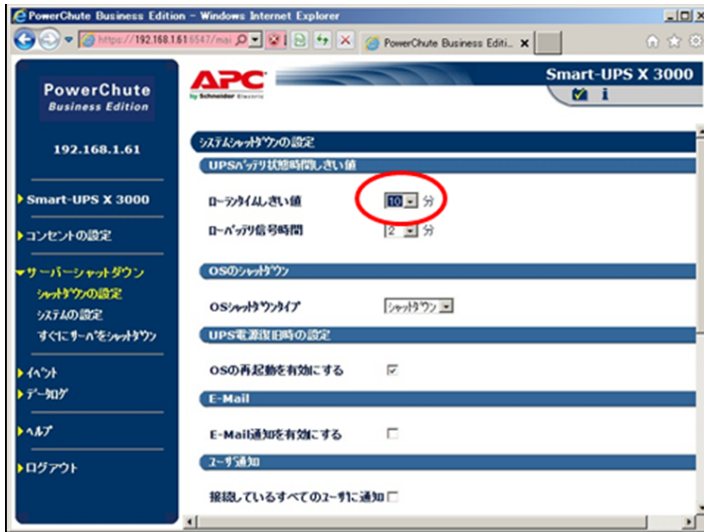 PowerChute Business Edition - Windows Internet Explorer
https://192.168.1.61:6547/mai
PowerChute Business Editi...
PowerChute
Business Edition
192.168.1.61
Smart-UPS X 3000
コンセントの設定
サーバーシャットダウン
シャットダウンの設定
システムの設定
すぐにサーバをシャットダウン
イベント
データログ
ヘルプ
ログアウト
APC
by Schneider Electric
Smart-UPS X 3000
システムシャットダウンの設定
UPSバッテリ状態時間しきい値
ローランタイムしきい値 10 分
ローバッテリ信号時間 2 分
OSのシャットダウン
OSシャットダウンタイプ シャットダウン
UPS電源復旧時の設定
OSの再起動を有効にする
E-Mail
E-Mail通知を有効にする
ユーザ通知
接続しているすべてのユーザに通知